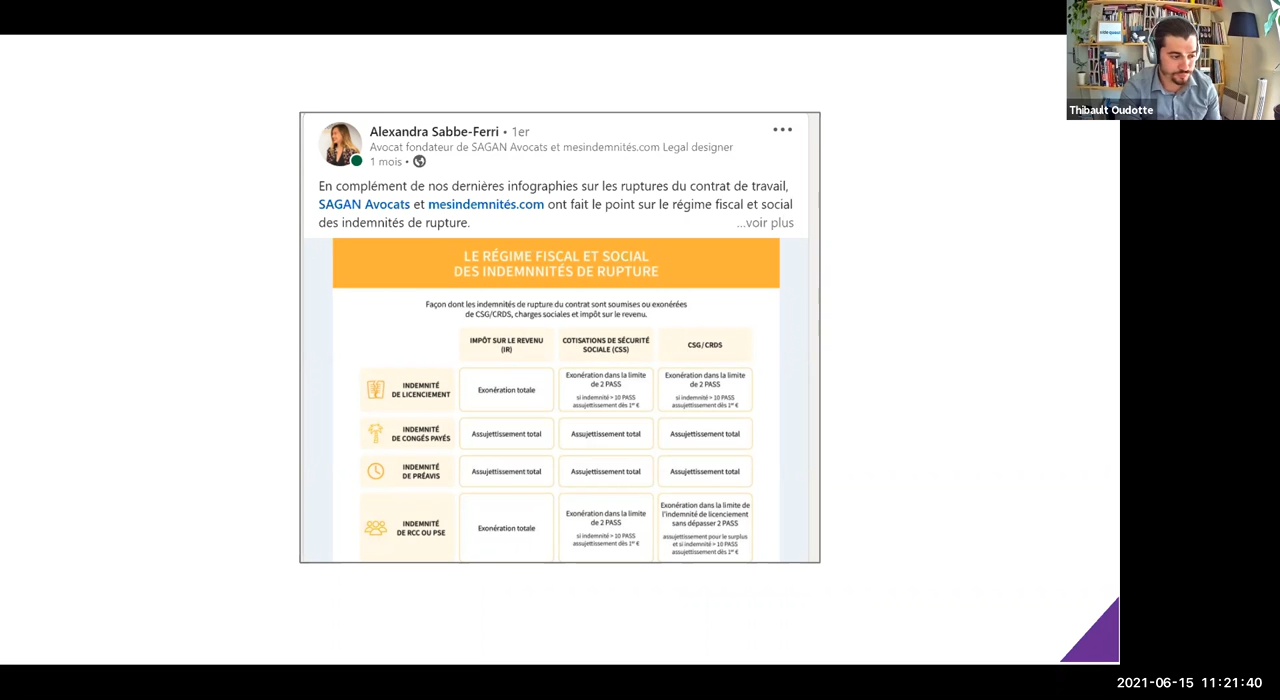 Thibault Oudotte
Alexandra Sabbe-Ferri • 1er
Avocat fondateur de SAGAN Avocats et mesindemnités.com Legal designer
1 mois •
En complément de nos dernières infographies sur les ruptures du contrat de travail,
SAGAN Avocats et mesindemnités.com ont fait le point sur le régime fiscal et social
des indemnités de rupture.
...voir plus
LE RÉGIME FISCAL ET SOCIAL
DES INDEMNNITÉS DE RUPTURE
Façon dont les indemnités de rupture du contrat sont soumises ou exonérées
de CSG/CRDS, charges sociales et impôt sur le revenu.
IMPÔT SUR LE REVENU
(IR)
COTISATIONS DE SÉCURITÉ
SOCIALE (CSS)
CSG/CRDS
INDEMNITÉ
DE LICENCIEMENT
Exonération totale
Exonération dans la limite
de 2 PASS
si indemnité > 10 PASS
assujettissement dès 1er €
Exonération dans la limite
de 2 PASS
si indemnité > 10 PASS
assujettissement dès 1er €
INDEMNITÉ
DE CONGÉS PAYÉS
Assujettissement total
Assujettissement total
Assujettissement total
INDEMNITÉ
DE PRÉAVIS
Assujettissement total
Assujettissement total
Assujettissement total
INDEMNITÉ
DE RCC OU PSE
Exonération totale
Exonération dans la limite
de 2 PASS
si indemnité > 10 PASS
assujettissement dès 1er €
Exonération dans la limite de
l'indemnité de licenciement
sans dépasser 2 PASS
assujettissement pour le surplus
et si indemnité > 10 PASS
assujettissement dès 1er €
2021-06-15 11:21:40